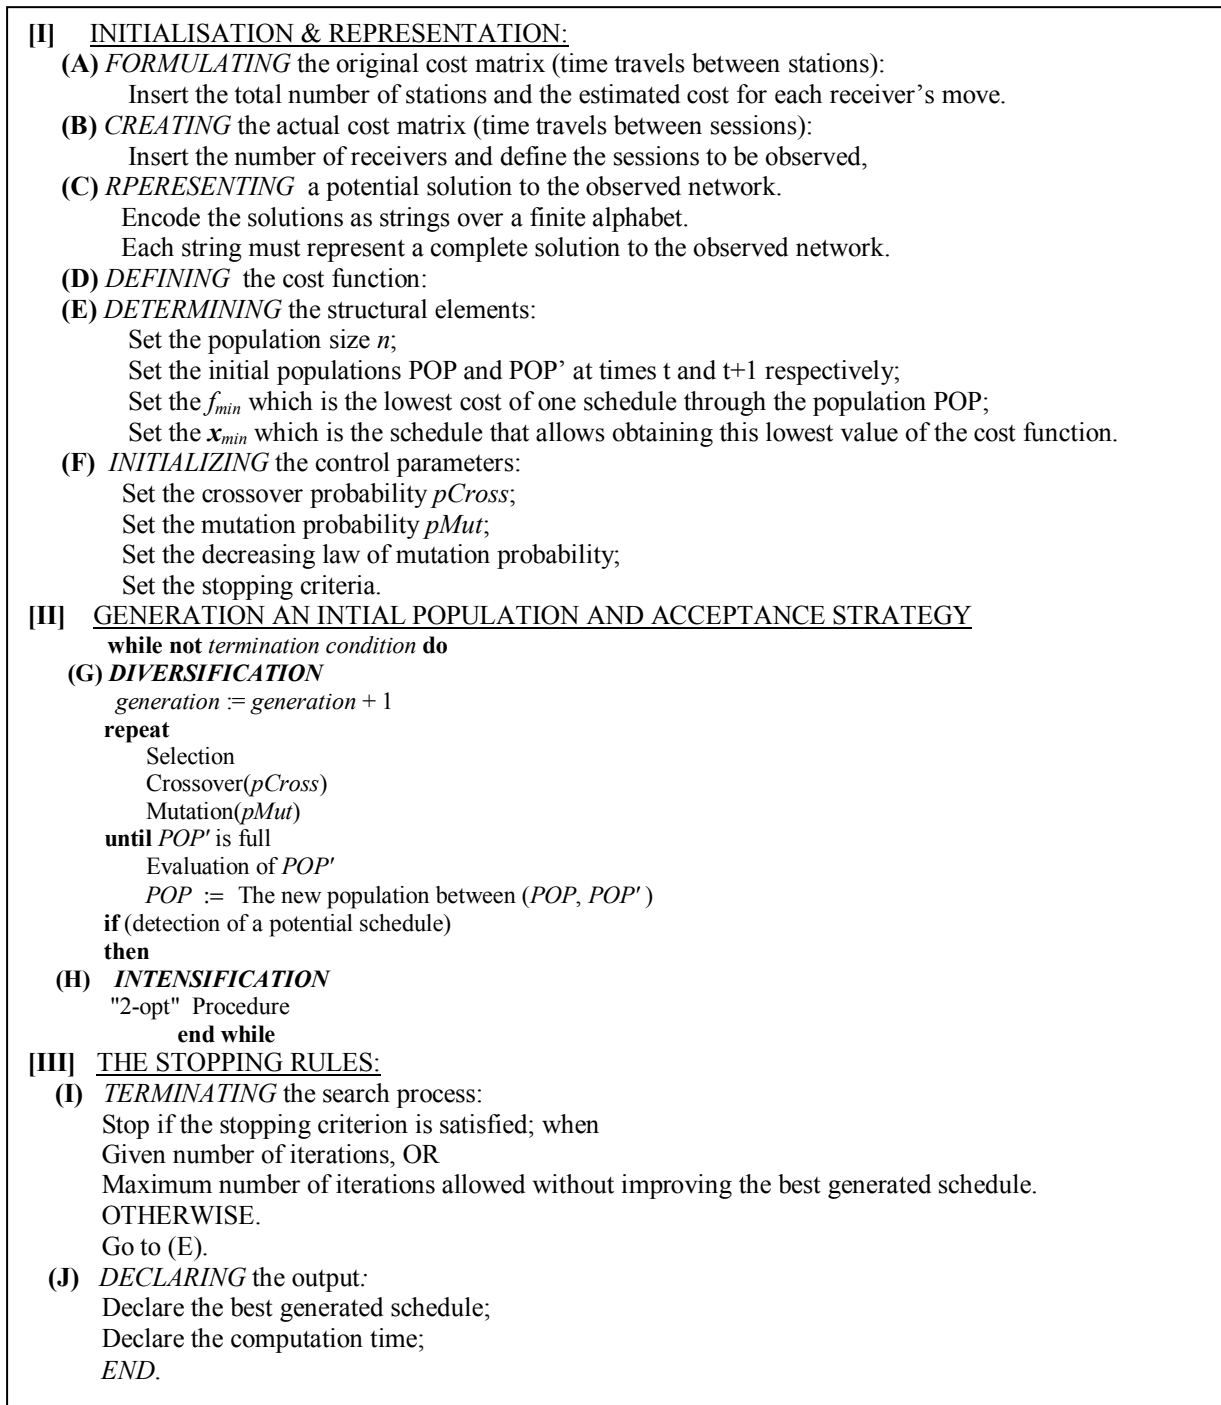 [I] INITIALISATION & REPRESENTATION:
(A) FORMULATING the original cost matrix (time travels between stations):
Insert the total number of stations and the estimated cost for each receiver's move.
(B) CREATING the actual cost matrix (time travels between sessions):
Insert the number of receivers and define the sessions to be observed,
(C) RPERESENTING a potential solution to the observed network.
Encode the solutions as strings over a finite alphabet.
Each string must represent a complete solution to the observed network.
(D) DEFINING the cost function:
(E) DETERMINING the structural elements:
Set the population size n;
Set the initial populations POP and POP' at times t and t+1 respectively;
Set the fmin which is the lowest cost of one schedule through the population POP;
Set the xmin which is the schedule that allows obtaining this lowest value of the cost function.
(F) INITIALIZING the control parameters:
Set the crossover probability pCross;
Set the mutation probability pMut;
Set the decreasing law of mutation probability;
Set the stopping criteria.
[II] GENERATION AN INTIAL POPULATION AND ACCEPTANCE STRATEGY
while not termination condition do
(G) DIVERSIFICATION
generation := generation + 1
repeat
Selection
Crossover(pCross)
Mutation(pMut)
until POP' is full
Evaluation of POP'
POP := The new population between (POP, POP' )
if (detection of a potential schedule)
then
(H) INTENSIFICATION
"2-opt" Procedure
end while
[III] THE STOPPING RULES:
(I) TERMINATING the search process:
Stop if the stopping criterion is satisfied; when
Given number of iterations, OR
Maximum number of iterations allowed without improving the best generated schedule.
OTHERWISE.
Go to (E).
(J) DECLARING the output:
Declare the best generated schedule;
Declare the computation time;
END.